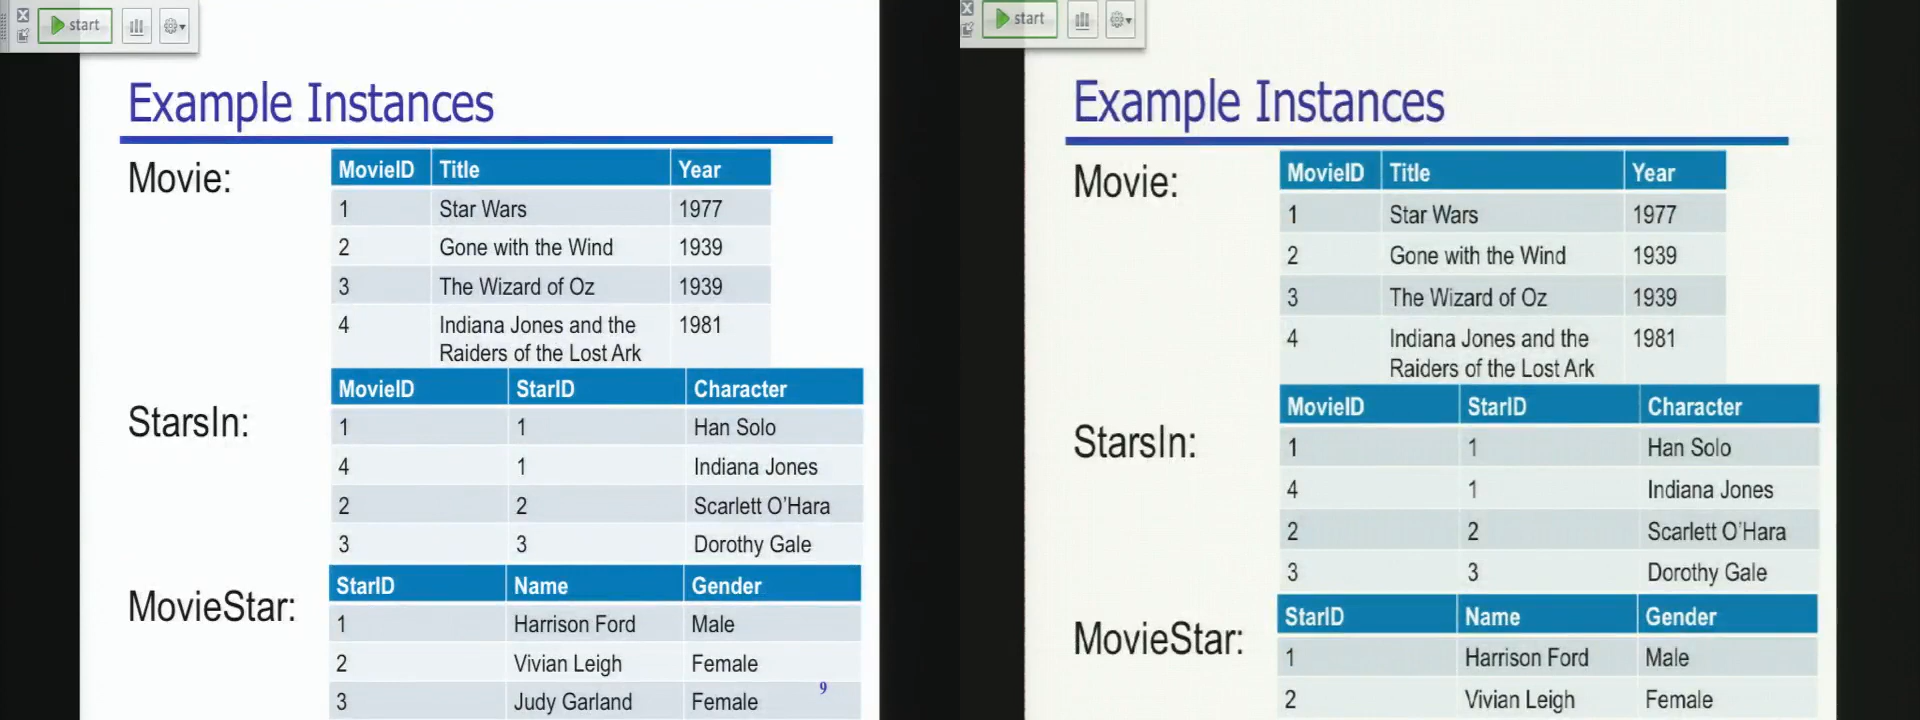 start
Example Instances
Movie:
MovieID Title Year
1 Star Wars 1977
2 Gone with the Wind 1939
3 The Wizard of Oz 1939
4 Indiana Jones and the 1981
Raiders of the Lost Ark
StarsIn:
MovieID StarID Character
1 1 Han Solo
4 1 Indiana Jones
2 2 Scarlett O'Hara
3 3 Dorothy Gale
MovieStar:
StarID Name Gender
1 Harrison Ford Male
2 Vivian Leigh Female
3 Judy Garland Female
9
start
Example Instances
Movie:
MovieID Title Year
1 Star Wars 1977
2 Gone with the Wind 1939
3 The Wizard of Oz 1939
4 Indiana Jones and the 1981
Raiders of the Lost Ark
StarsIn:
MovieID StarID Character
1 1 Han Solo
4 1 Indiana Jones
2 2 Scarlett O'Hara
3 3 Dorothy Gale
MovieStar:
StarID Name Gender
1 Harrison Ford Male
2 Vivian Leigh Female